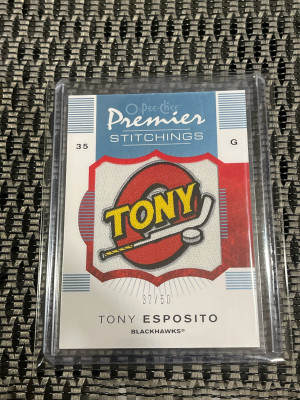 O-Pee-Chee
Premier
STITCHINGS
35 G
TONY
37/50
TONY ESPOSITO
BLACKHAWKS®